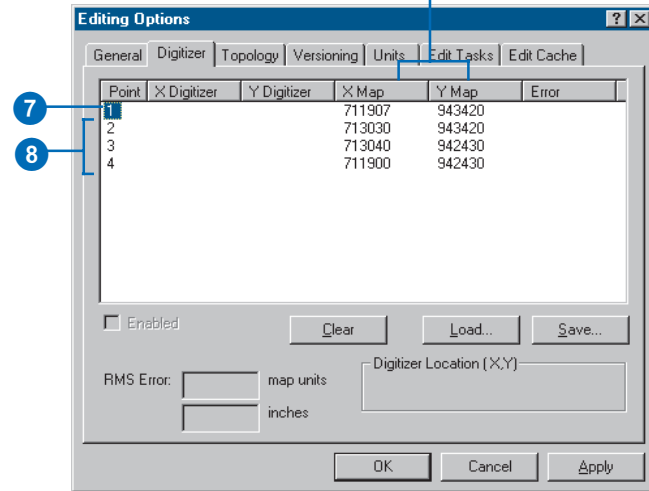 Editing Options
General Digitizer Topology Versioning Units Edit Tasks Edit Cache
Point X Digitizer Y Digitizer X Map Y Map Error
7 1 711907 943420
8 2 713030 943420
3 713040 942430
4 711900 942430
Enabled Clear Load... Save...
Digitizer Location (X,Y)
RMS Error: map units
inches
OK Cancel Apply